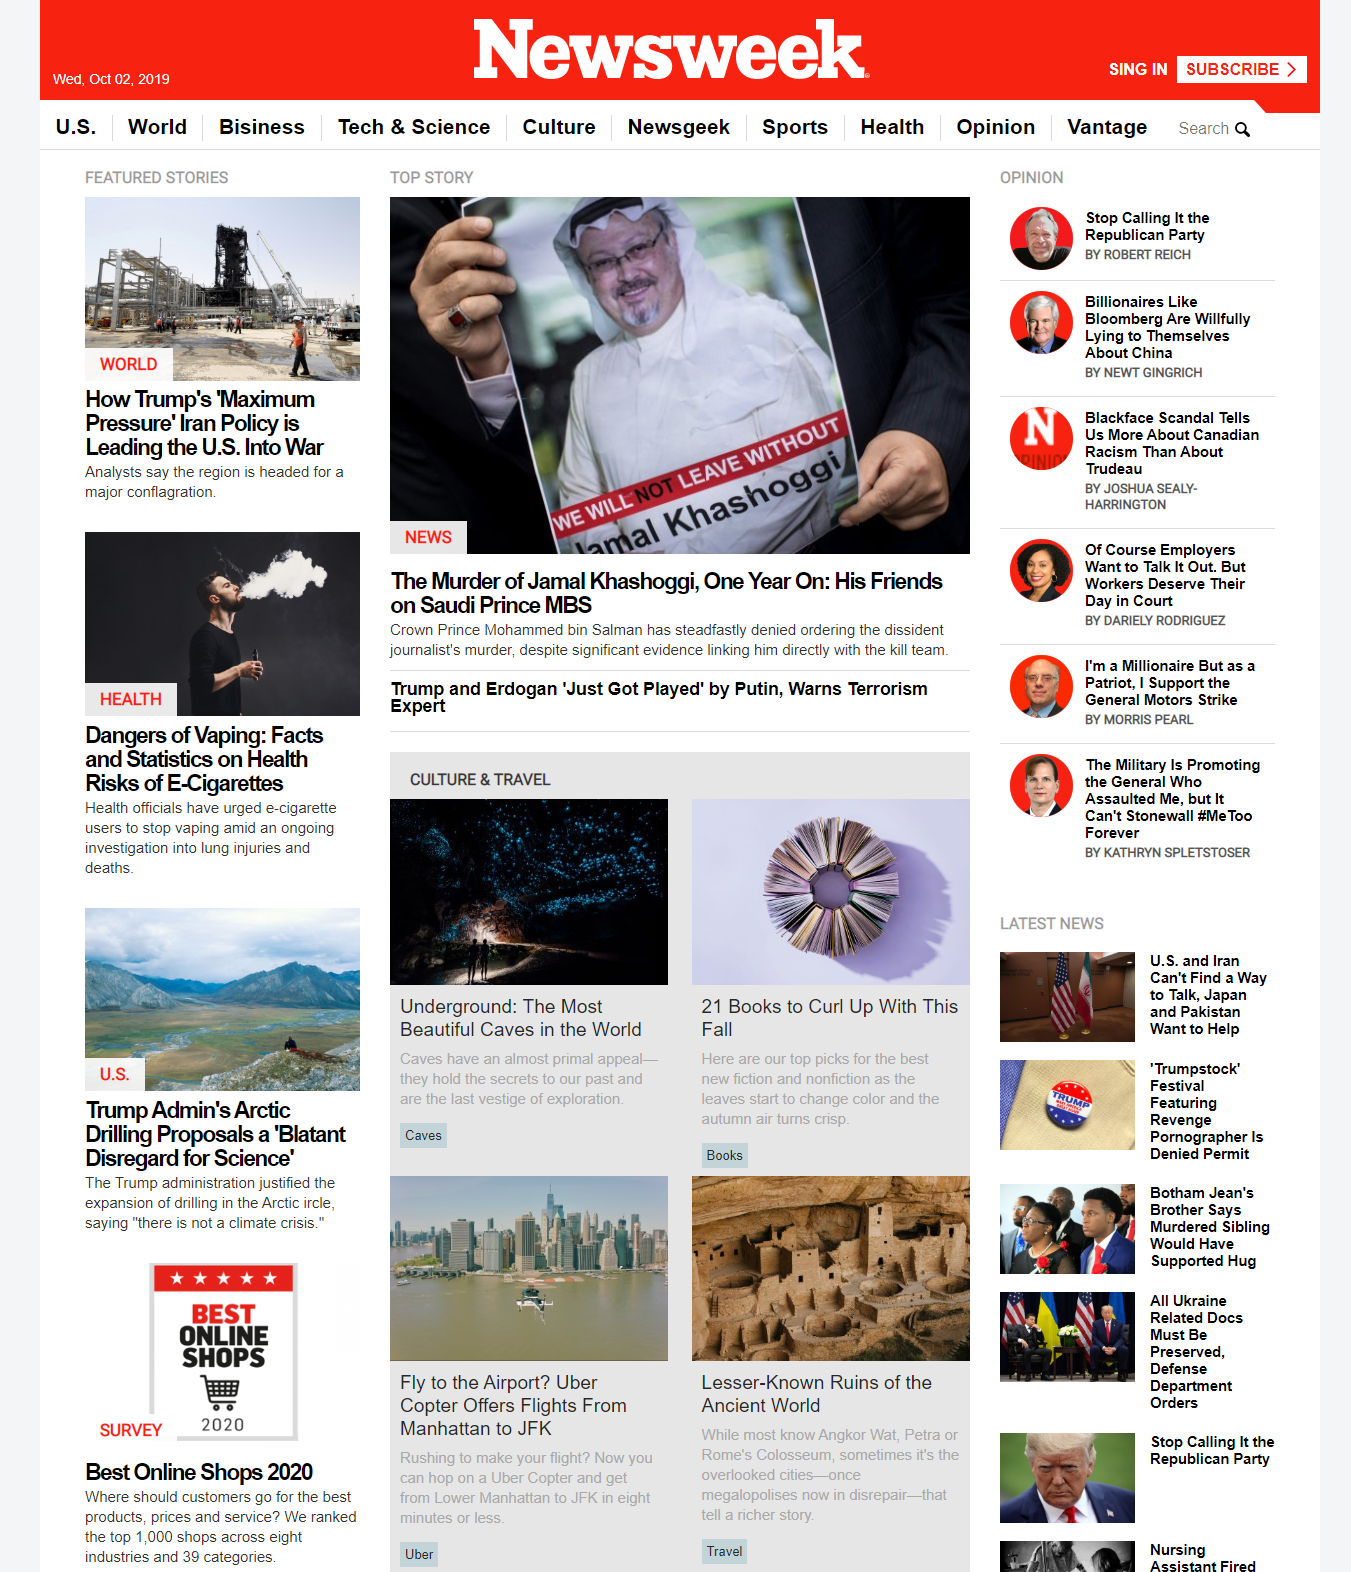 Newsweek
Wed, Oct 02, 2019
SING IN
SUBSCRIBE
U.S.
World
Bisiness
Tech & Science
Culture
Newsgeek
Sports
Health
Opinion
Vantage
Search
FEATURED STORIES
WORLD
How Trump's 'Maximum
Pressure' Iran Policy is
Leading the U.S. Into War
Analysts say the region is headed for a
major conflagration.
HEALTH
Dangers of Vaping: Facts
and Statistics on Health
Risks of E-Cigarettes
Health officials have urged e-cigarette
users to stop vaping amid an ongoing
investigation into lung injuries and
deaths.
U.S.
Trump Admin's Arctic
Drilling Proposals a 'Blatant
Disregard for Science'
The Trump administration justified the
expansion of drilling in the Arctic ircle,
saying "there is not a climate crisis."
BEST
ONLINE
SHOPS
2020
SURVEY
Best Online Shops 2020
Where should customers go for the best
products, prices and service? We ranked
the top 1,000 shops across eight
industries and 39 categories.
TOP STORY
WE WILL NOT LEAVE WITHOUT
Jamal Khashoggi
NEWS
The Murder of Jamal Khashoggi, One Year On: His Friends
on Saudi Prince MBS
Crown Prince Mohammed bin Salman has steadfastly denied ordering the dissident
journalist's murder, despite significant evidence linking him directly with the kill team.
Trump and Erdogan 'Just Got Played' by Putin, Warns Terrorism
Expert
CULTURE & TRAVEL
Underground: The Most
Beautiful Caves in the World
Caves have an almost primal appeal—
they hold the secrets to our past and
are the last vestige of exploration.
Caves
21 Books to Curl Up With This
Fall
Here are our top picks for the best
new fiction and nonfiction as the
leaves start to change color and the
autumn air turns crisp.
Books
Fly to the Airport? Uber
Copter Offers Flights From
Manhattan to JFK
Rushing to make your flight? Now you
can hop on a Uber Copter and get
from Lower Manhattan to JFK in eight
minutes or less.
Uber
Lesser-Known Ruins of the
Ancient World
While most know Angkor Wat, Petra or
Rome's Colosseum, sometimes it's the
overlooked cities—once
megalopolises now in disrepair—that
tell a richer story.
Travel
OPINION
Stop Calling It the
Republican Party
BY ROBERT REICH
Billionaires Like
Bloomberg Are Willfully
Lying to Themselves
About China
BY NEWT GINGRICH
N
OPINION
Blackface Scandal Tells
Us More About Canadian
Racism Than About
Trudeau
BY JOSHUA SEALY-
HARRINGTON
Of Course Employers
Want to Talk It Out. But
Workers Deserve Their
Day in Court
BY DARIELY RODRIGUEZ
I'm a Millionaire But as a
Patriot, I Support the
General Motors Strike
BY MORRIS PEARL
The Military Is Promoting
the General Who
Assaulted Me, but It
Can't Stonewall #MeToo
Forever
BY KATHRYN SPLETSTOSER
LATEST NEWS
U.S. and Iran
Can't Find a Way
to Talk, Japan
and Pakistan
Want to Help
TRUMP
'Trumpstock'
Festival
Featuring
Revenge
Pornographer Is
Denied Permit
Botham Jean's
Brother Says
Murdered Sibling
Would Have
Supported Hug
All Ukraine
Related Docs
Must Be
Preserved,
Defense
Department
Orders
Stop Calling It the
Republican Party
Nursing
Assistant Fired